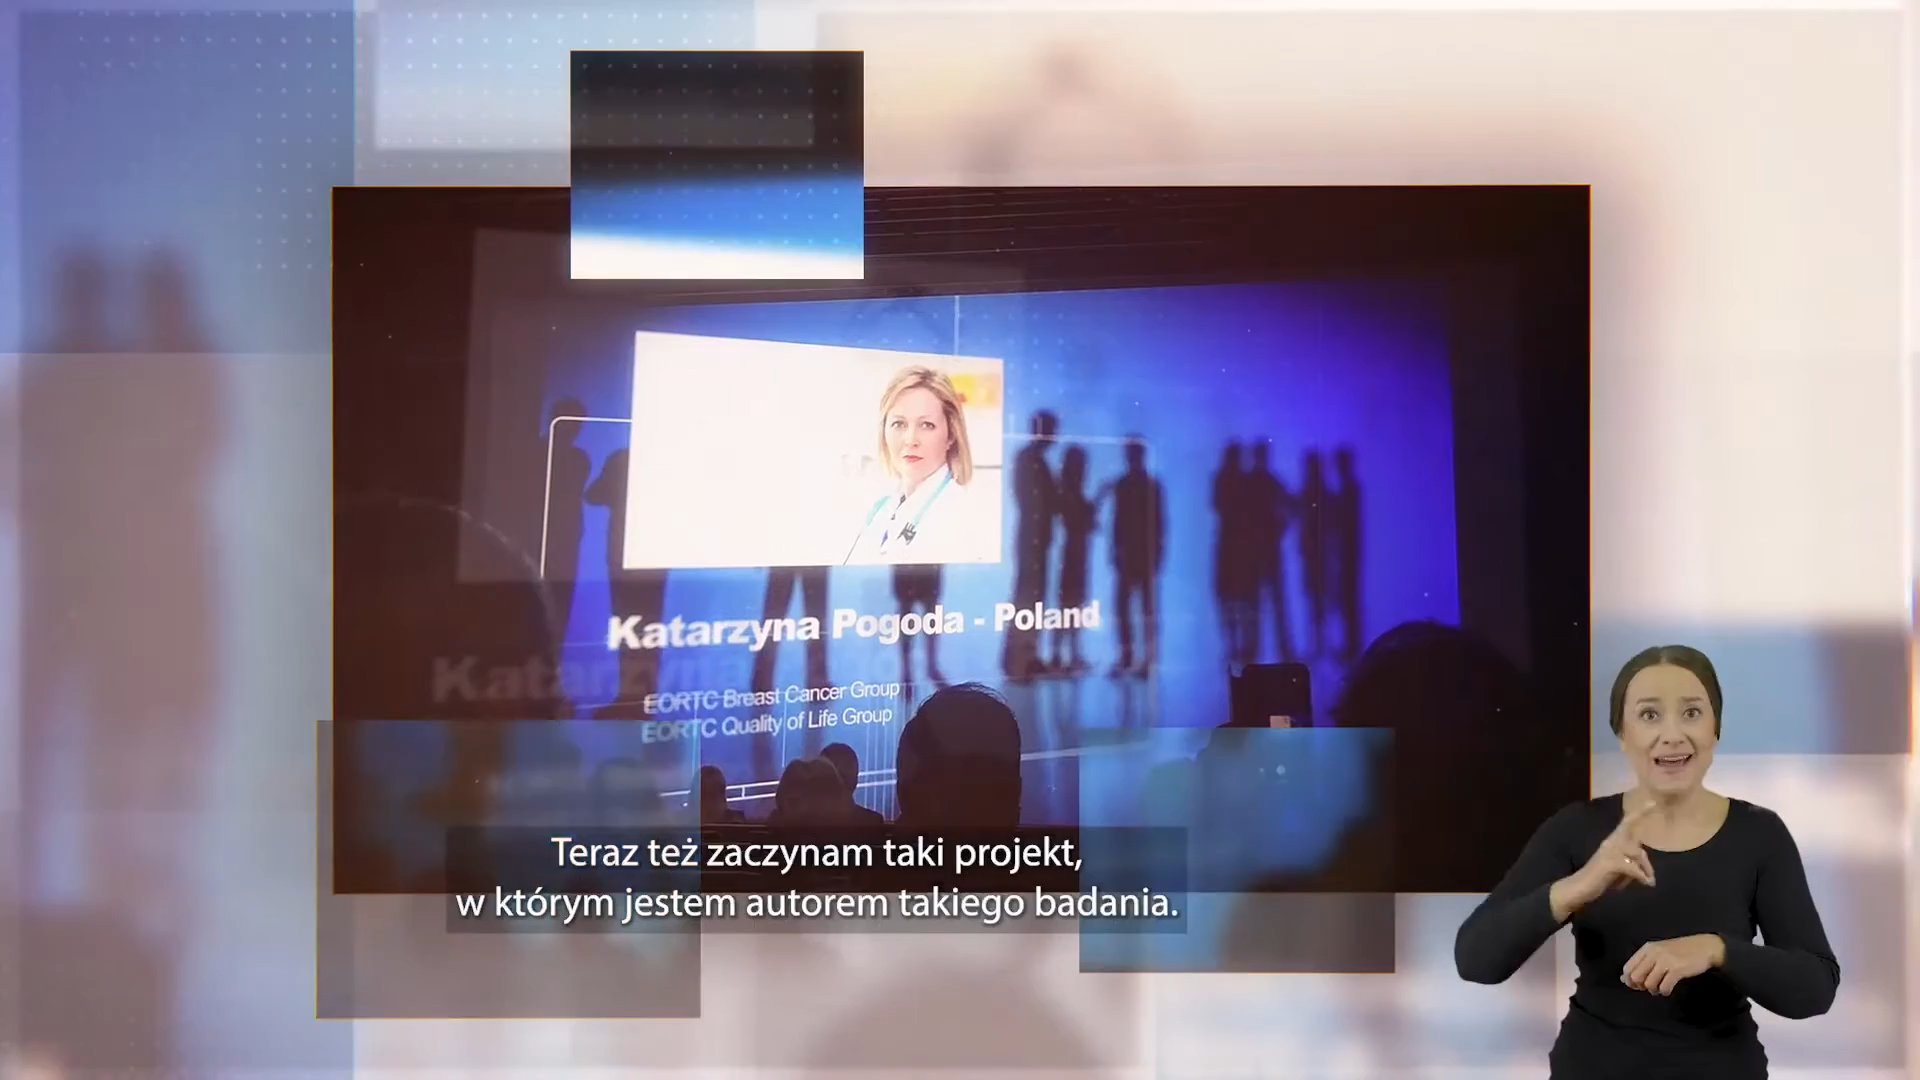 Katarzyna Pogoda - Poland
EORTC Breast Cancer Group
EORTC Quality of Life Group
Teraz też zaczynam taki projekt,
w którym jestem autorem takiego badania.